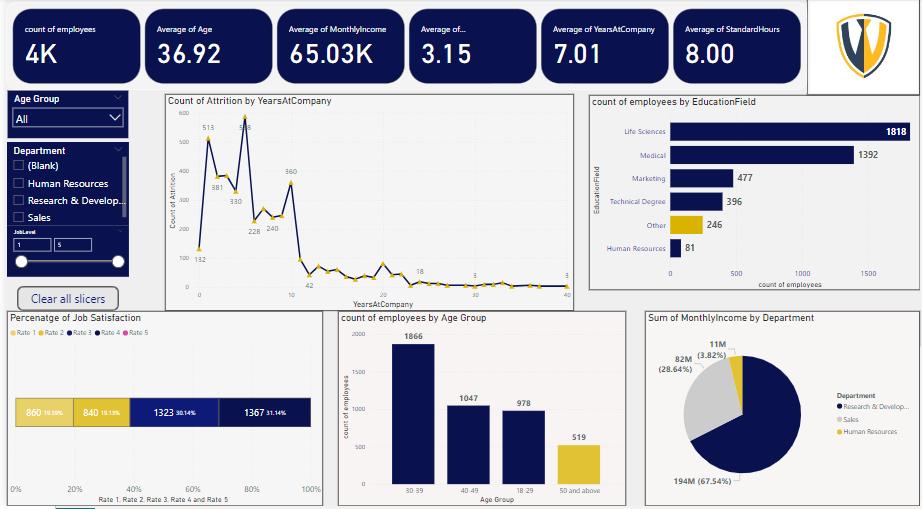 count of employees
4K
Average of Age
36.92
Average of MonthlyIncome
65.03K
Average of...
3.15
Average of YearsAtCompany
7.01
Average of StandardHours
8.00
Age Group
All
Department
(Blank)
Human Resources
Research & Develop...
Sales
JobLevel
1
5
Clear all slicers
Count of Attrition by YearsAtCompany
Count of Attrition
600
500
400
300
200
100
0
132
513
381
330
228
240
360
42
18
3
3
0
10
20
30
40
YearsAtCompany
count of employees by EducationField
EducationField
Life Sciences 1818
Medical 1392
Marketing 477
Technical Degree 396
Other 246
Human Resources 81
0 500 1000 1500
count of employees
Percenatge of Job Satisfaction
Rate 1 Rate 2 Rate 3 Rate 4 Rate 5
860 840 19.13% 1323 30.14% 1367 31.14%
0% 20% 40% 60% 80% 100%
Rate 1, Rate 2, Rate 3, Rate 4 and Rate 5
count of employees by Age Group
count of employees
2000
1500
1000
500
0
1866
1047
978
519
30-39 40-49 18-29 50 and above
Age Group
Sum of MonthlyIncome by Department
11M
(3.82%)
82M
(28.64%)
194M (67.54%)
Department
Research & Develop...
Sales
Human Resources